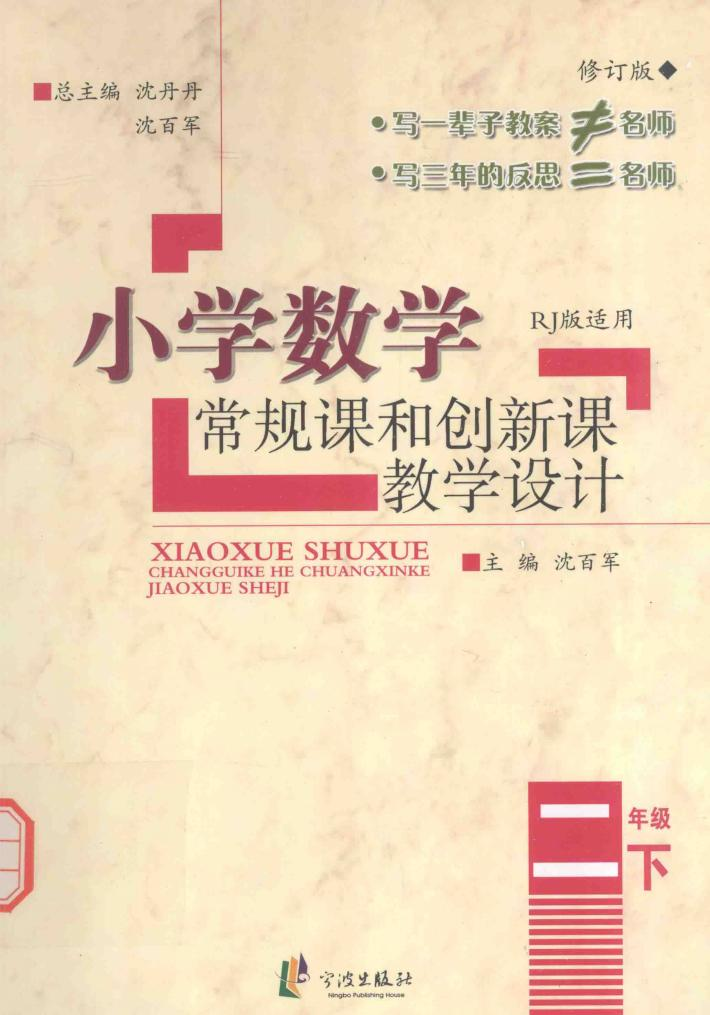 ■总主编 沈丹丹
沈百军
修订版◆
•写一辈子教案≠名师
•写三年的反思=名师
小学数学
RJ版适用
常规课和创新课
教学设计
XIAOXUE SHUXUE
CHANGGUIKE HE CHUANGXINKE
JIAOXUE SHEJI
■主 编 沈百军
二年级
下
宁波出版社
Ningbo Publishing House